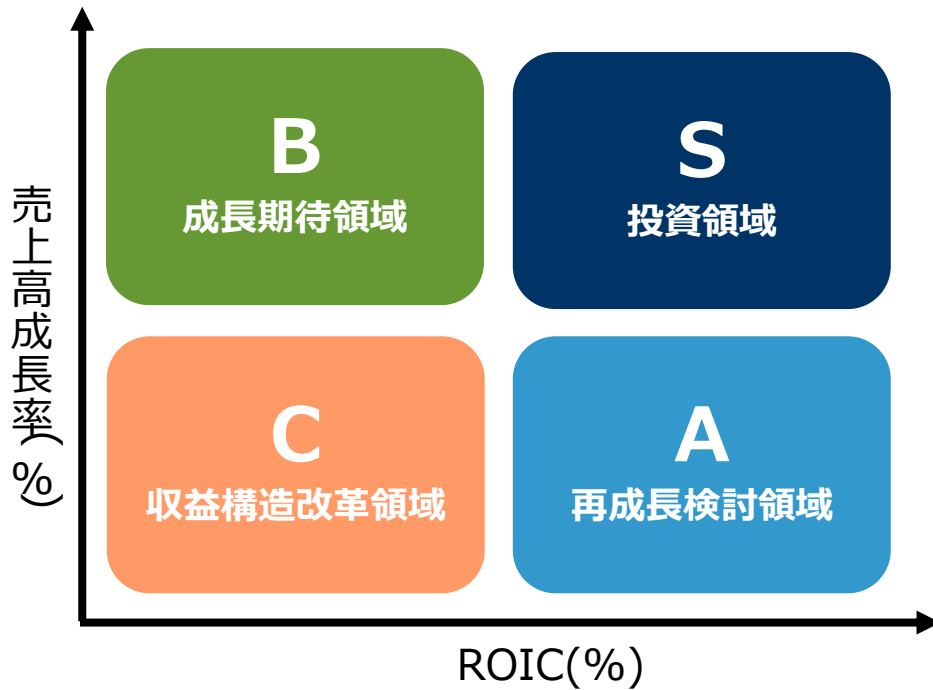 売上高成長率(%)
B
成長期待領域
S
投資領域
C
収益構造改革領域
A
再成長検討領域
ROIC(%)